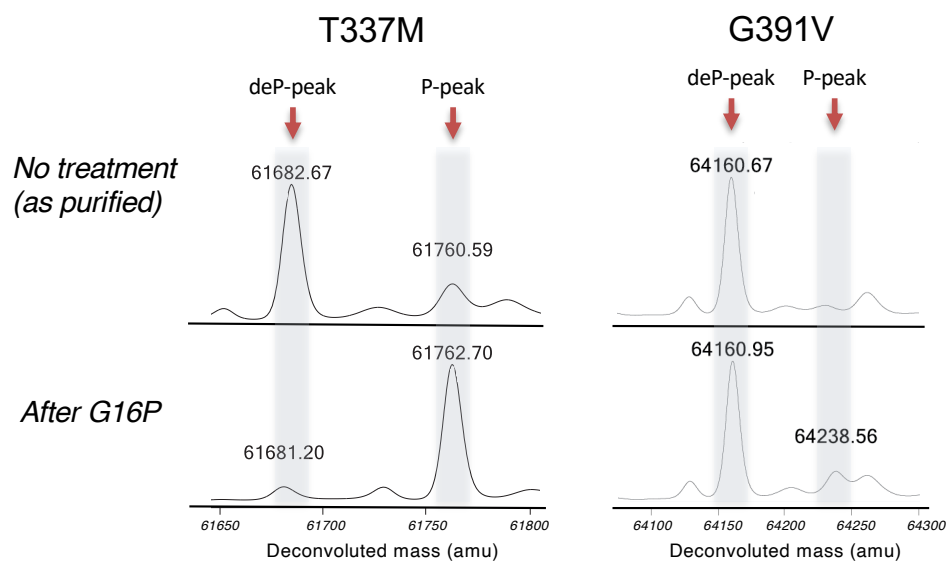 T337M
G391V
deP-peak
P-peak
deP-peak
P-peak
No treatment
(as purified)
61682.67
61760.59
64160.67
After G16P
61681.20
61762.70
64160.95
64238.56
61650
61700
61750
61800
64100
64150
64200
64250
64300
Deconvoluted mass (amu)
Deconvoluted mass (amu)